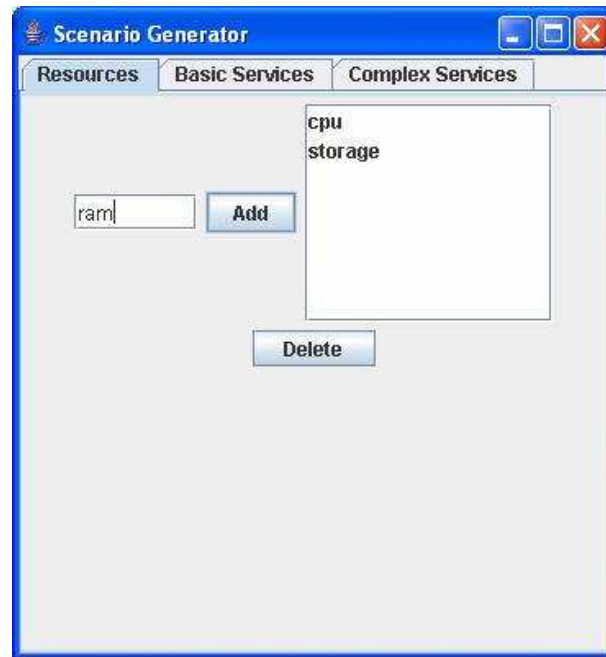 Scenario Generator
Resources Basic Services Complex Services
cpu
storage
ram Add
Delete